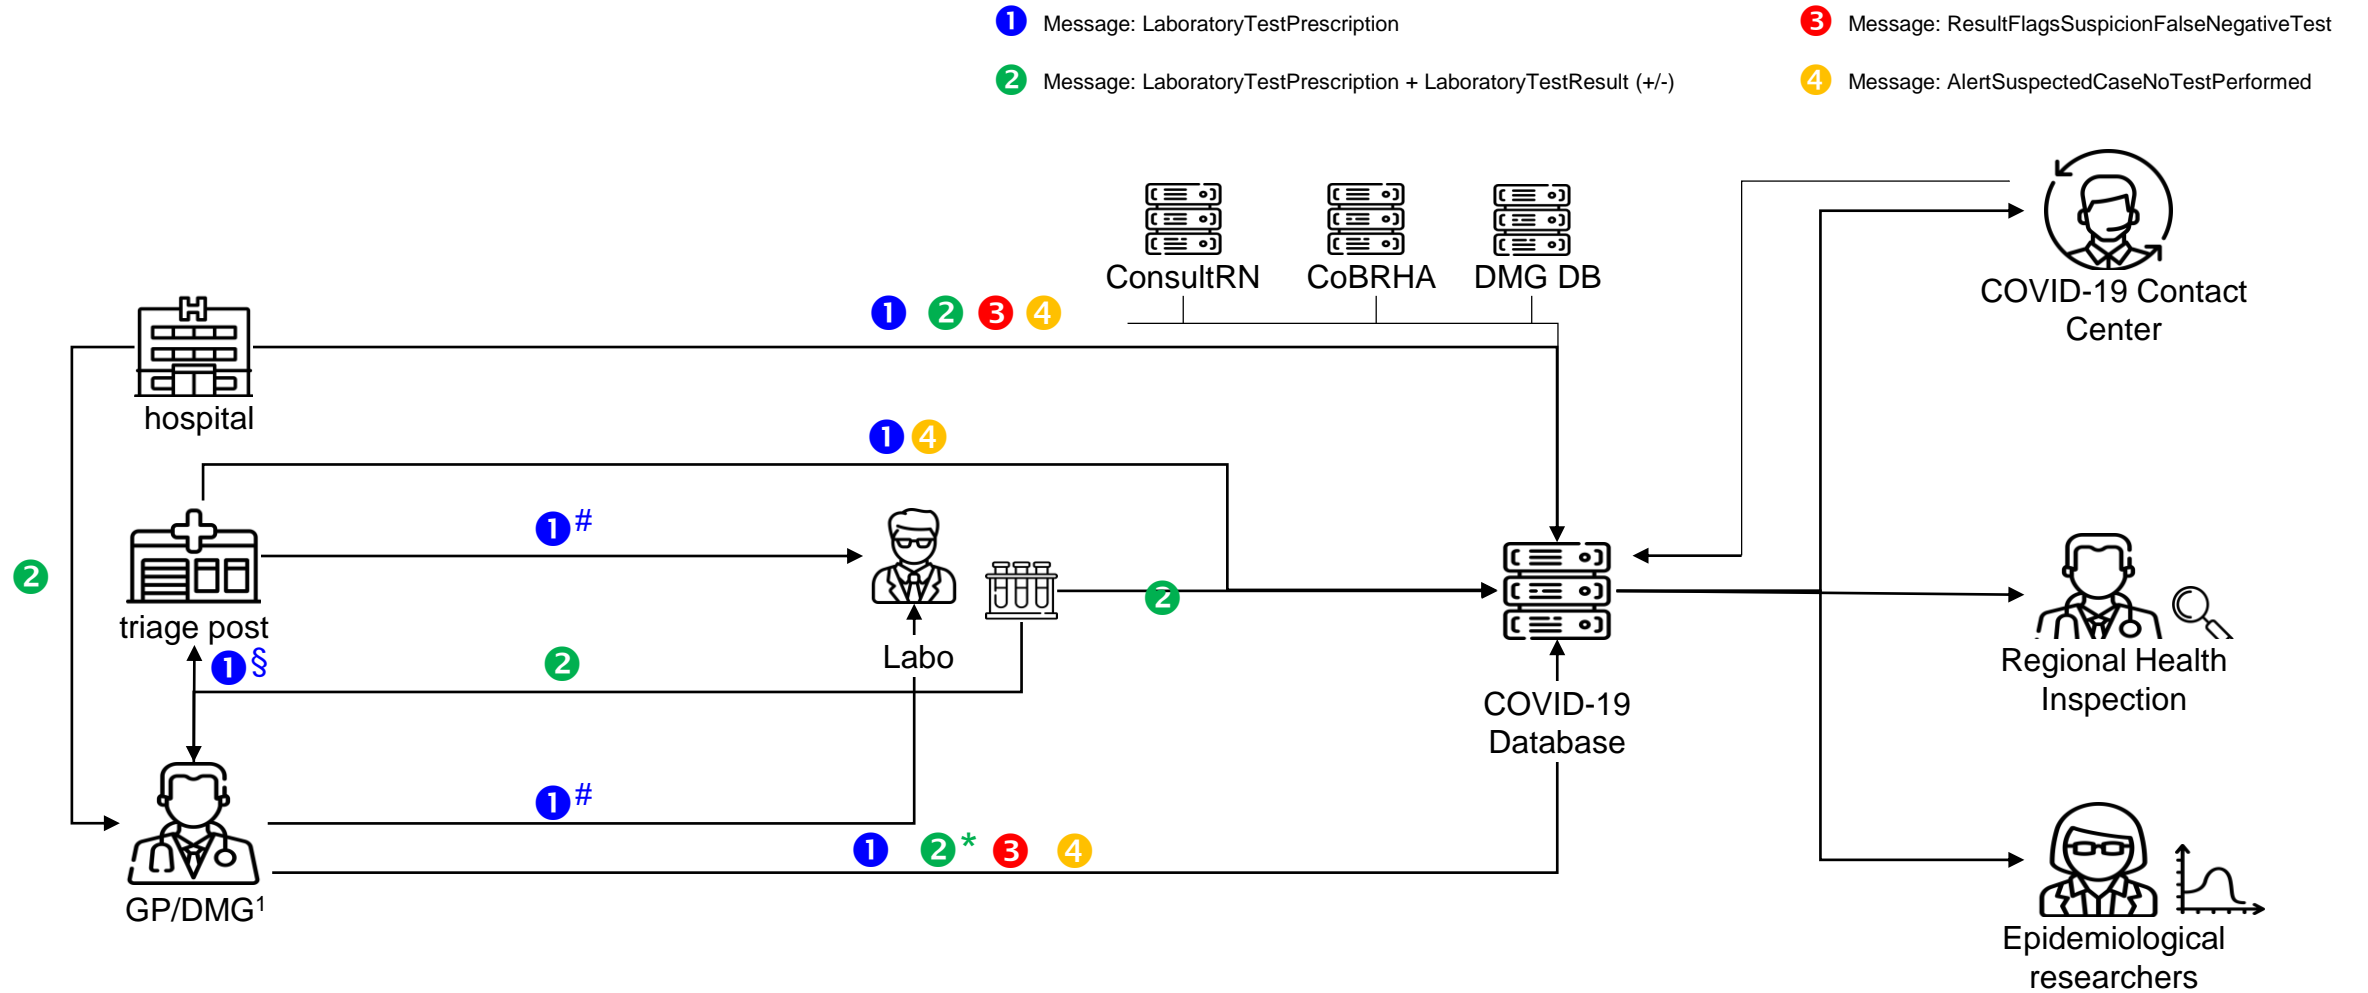 1 Message: LaboratoryTestPrescription
3 Message: ResultFlagsSuspicionFalseNegativeTest
2 Message: LaboratoryTestPrescription + LaboratoryTestResult (+/-)
4 Message: AlertSuspectedCaseNoTestPerformed
ConsultRN
CoBRHA
DMG DB
COVID-19 Contact
Center
1 2 3 4
hospital
1 4
1#
2
2
triage post
1§
2
Labo
Regional Health
Inspection
COVID-19
Database
1#
1 2* 3 4
GP/DMG1
Epidemiological
researchers